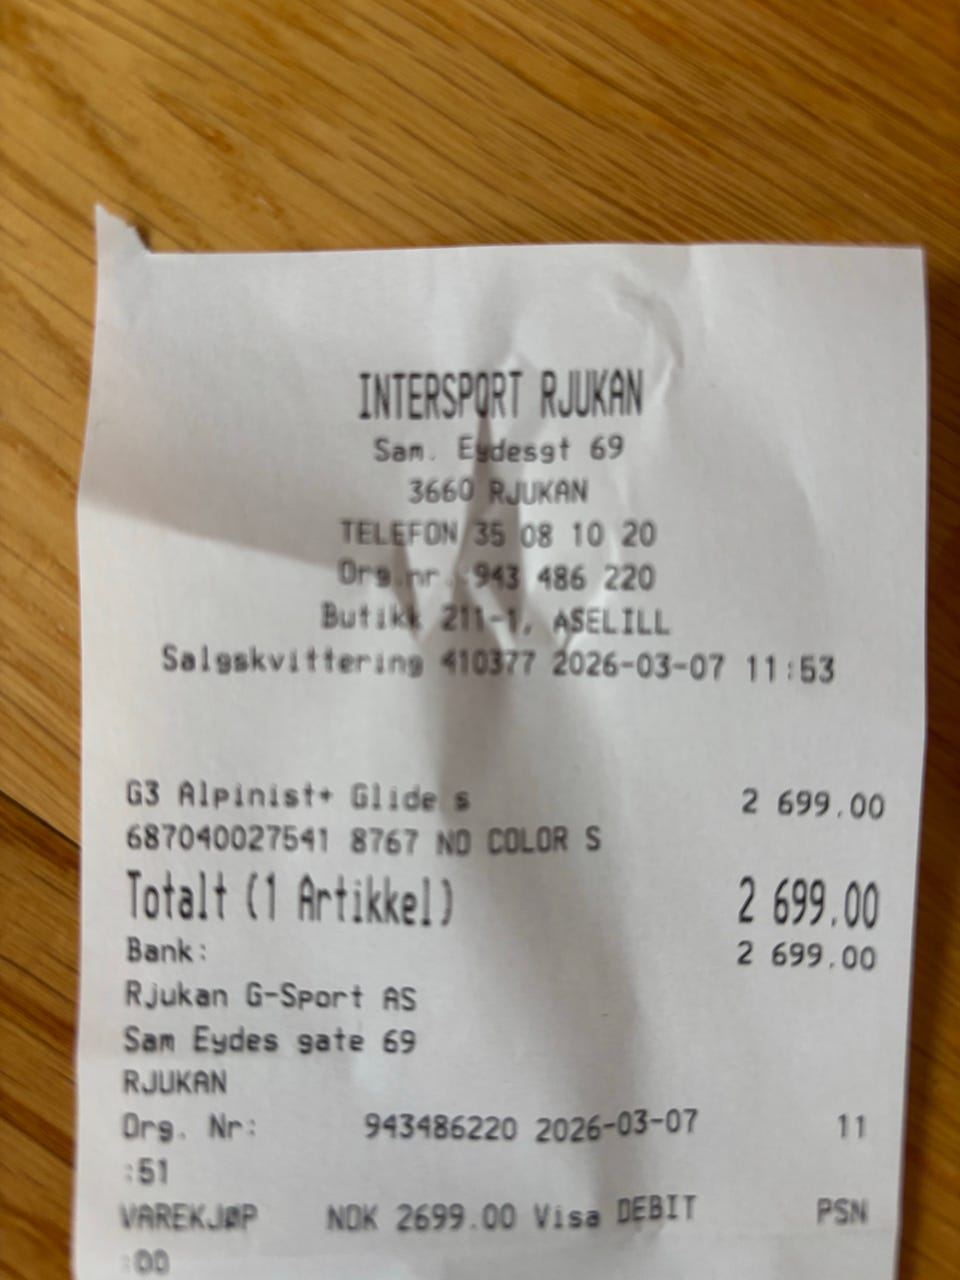 INTERSPORT RJUKAN
Sam. Eydesgt 69
3660 RJUKAN
TELEFON 35 08 10 20
Org.nr. 943 486 220
Butikk 211-1, ASELILL
Salgskvittering 410377 2026-03-07 11:53
G3 Alpinist+ Glide s 2 699.00
687040027541 8767 NO COLOR S
Totalt (1 Artikkel) 2 699.00
Bank: 2 699.00
Rjukan G-Sport AS
Sam Eydes gate 69
RJUKAN
Org. Nr: 943486220 2026-03-07 11
:51
VAREKJØP NOK 2699.00 Visa DEBIT PSN
:00